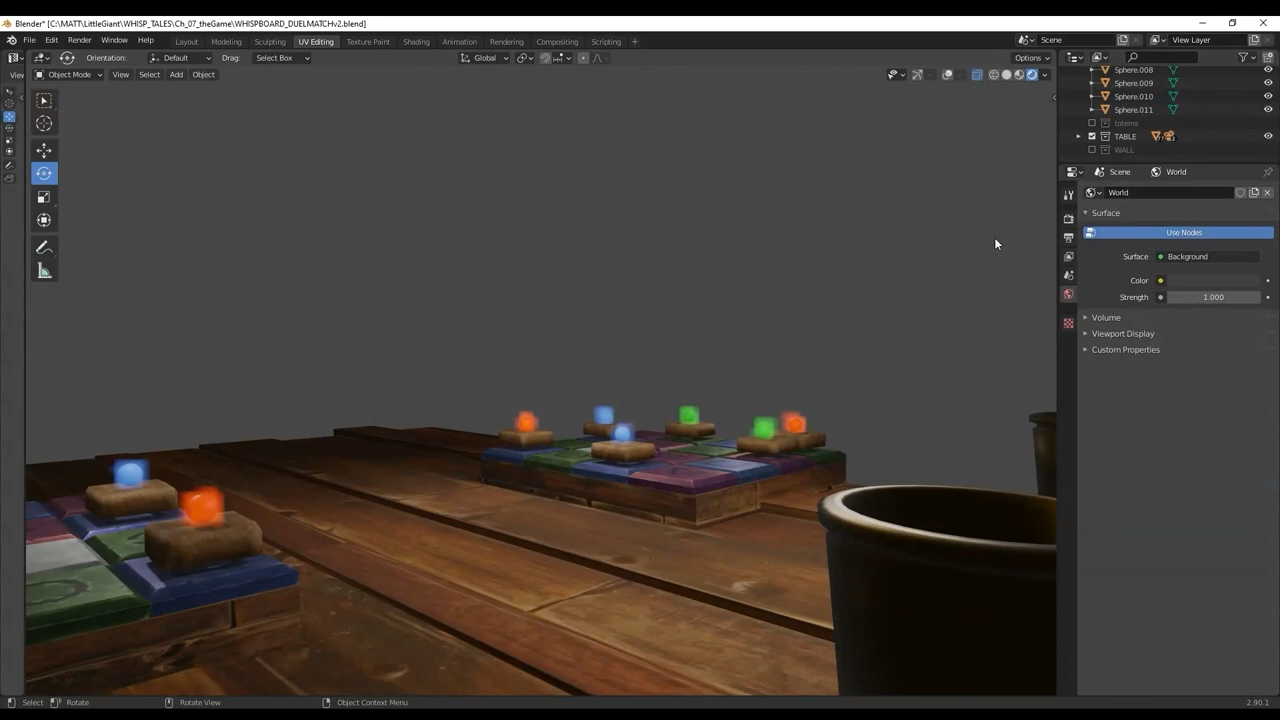 Blender* [C:\MATT\LittleGiant\WHISP_TALES\Ch_07_theGame\WHISPBOARD_DUELMATCHv2.blend]
File Edit Render Window Help Layout Modeling Sculpting UV Editing Texture Paint Shading Animation Rendering Compositing Scripting + Scene View Layer
Orientation: Default Drag: Select Box Global Options
View
Object Mode View Select Add Object
Sphere.008
Sphere.009
Sphere.010
Sphere.011
totems
TABLE
WALL
Scene World
World
Surface
Use Nodes
Surface Background
Color
Strength 1.000
Volume
Viewport Display
Custom Properties
Select Rotate Rotate View Object Context Menu 2.90.1